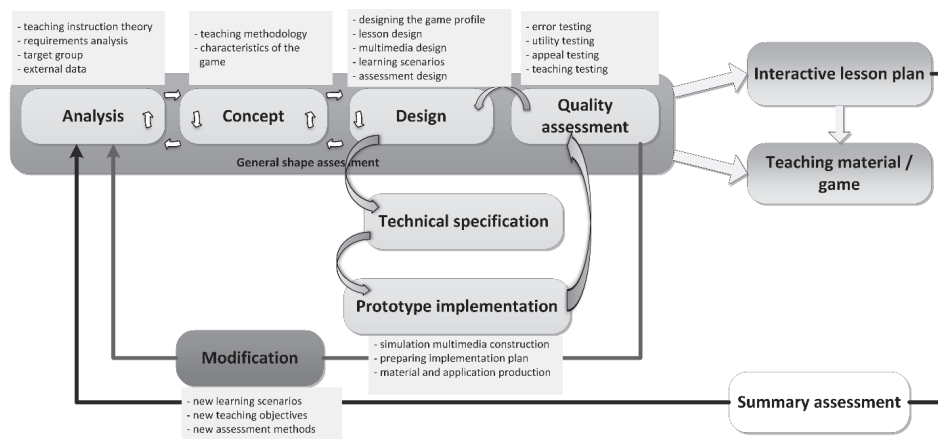 - teaching instruction theory
- requirements analysis
- target group
- external data
- teaching methodology
- characteristics of the
game
- designing the game profile
- lesson design
- multimedia design
- learning scenarios
- assessment design
- error testing
- utility testing
- appeal testing
- teaching testing
Analysis
Concept
Design
Quality
assessment
General shape assessment
Interactive lesson plan
Teaching material /
game
Technical specification
Prototype implementation
- simulation multimedia construction
- preparing implementation plan
- material and application production
Modification
- new learning scenarios
- new teaching objectives
- new assessment methods
Summary assessment